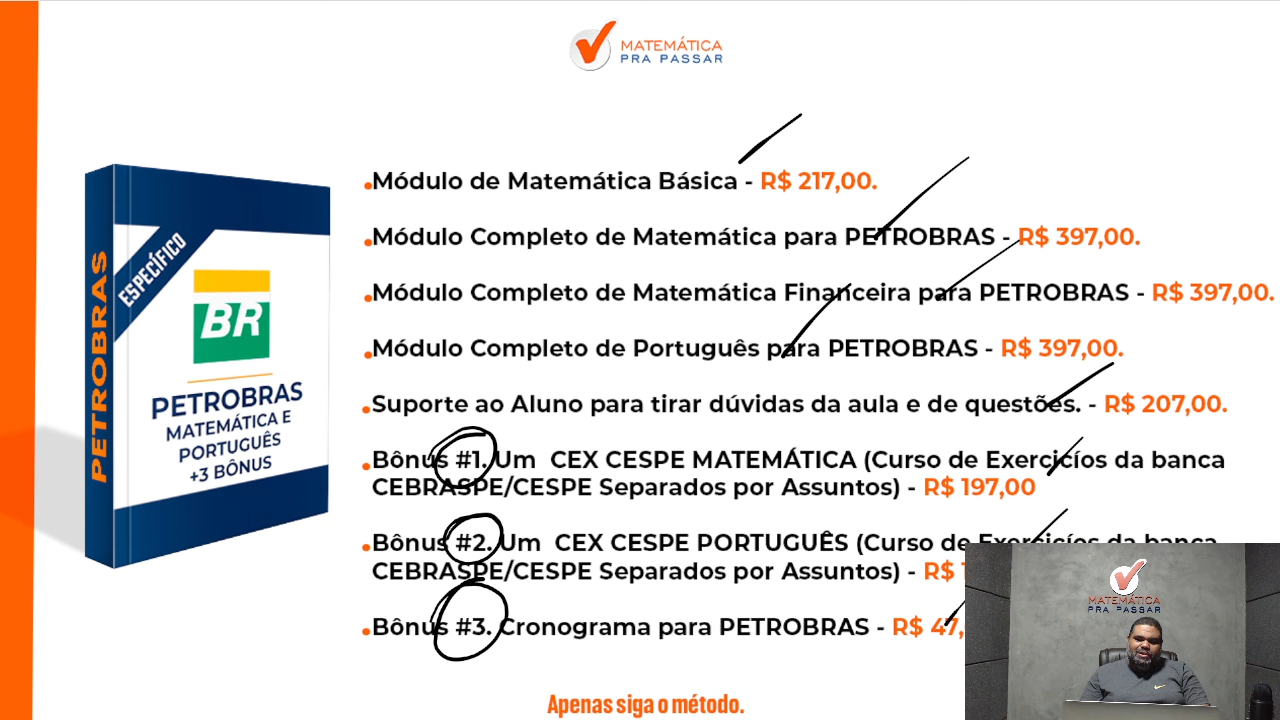 MATEMÁTICA
PRA PASSAR
•Módulo de Matemática Básica - R$ 217,00.
•Módulo Completo de Matemática para PETROBRAS - R$ 397,00.
•Módulo Completo de Matemática Financeira para PETROBRAS - R$ 397,00.
•Módulo Completo de Português para PETROBRAS - R$ 397,00.
•Suporte ao Aluno para tirar dúvidas da aula e de questões. - R$ 207,00.
•Bônus #1. Um CEX CESPE MATEMÁTICA (Curso de Exercicíos da banca
CEBRASPE/CESPE Separados por Assuntos) - R$ 197,00
•Bônus #2. Um CEX CESPE PORTUGUÊS (Curso de Exercicíos da banca
CEBRASPE/CESPE Separados por Assuntos) - R$
•Bônus #3. Cronograma para PETROBRAS - R$ 47,
PETROBRAS
ESPECÍFICO
BR
PETROBRAS
MATEMÁTICA E
PORTUGUÊS
+3 BÔNUS
MATEMÁTICA
PRA PASSAR
Apenas siga o método.